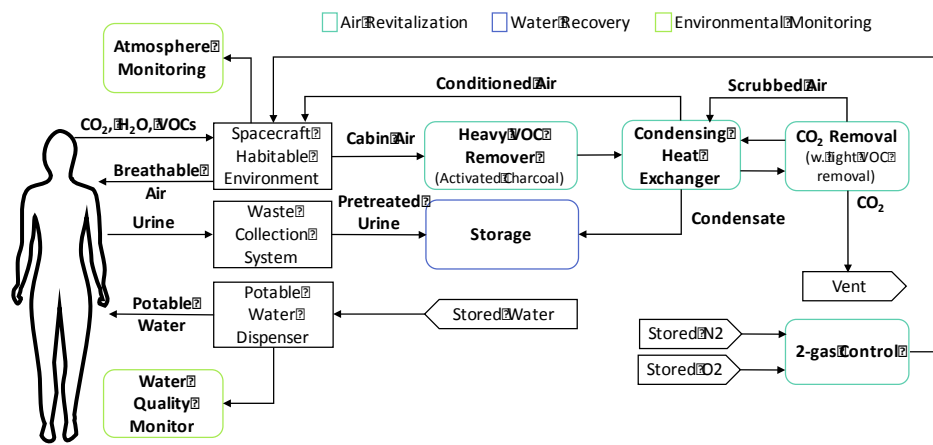 Air Revitalization
Water Recovery
Environmental Monitoring
Atmosphere
Monitoring
Conditioned Air
Scrubbed Air
CO2, H2O, VOCs
Spacecraft
Habitable
Environment
Cabin Air
Heavy VOC
Remover
(Activated Charcoal)
Condensing
Heat
Exchanger
CO2 Removal
(w. light VOC
removal)
Breathable
Air
CO2
Urine
Waste
Collection
System
Pretreated
Urine
Storage
Condensate
Vent
Potable
Water
Potable
Water
Dispenser
Stored Water
Stored N2
Stored O2
2-gas Control
Water
Quality
Monitor